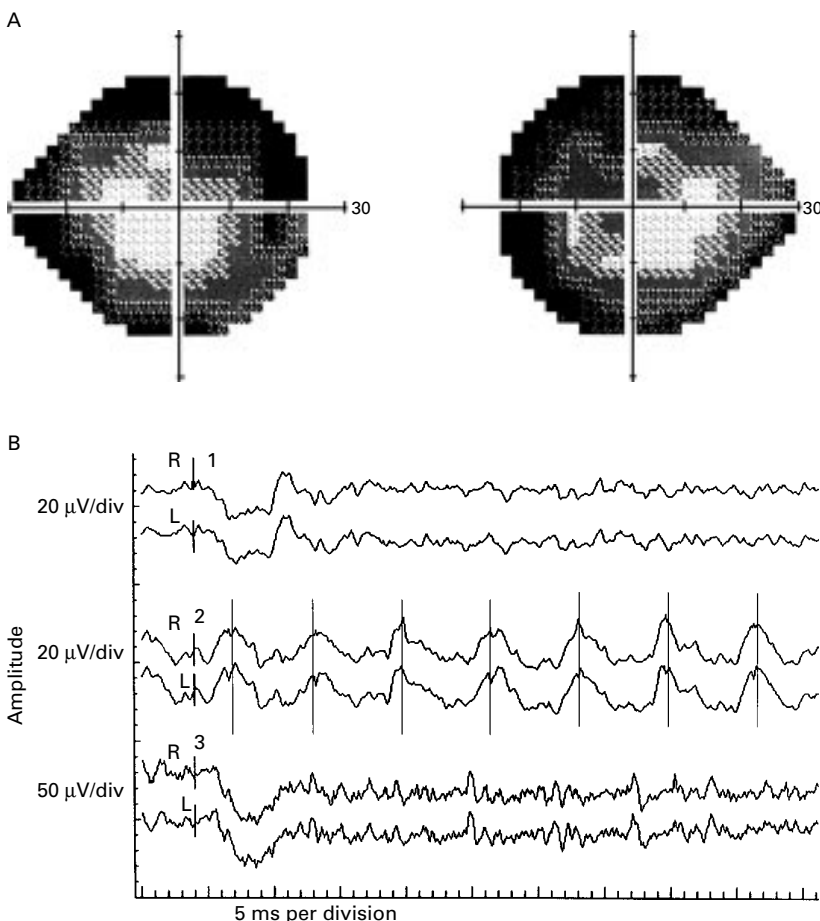 A
30
30
B
R 1
20 µV/div
L
R 2
20 µV/div
L
Amplitude
R 3
50 µV/div
L
5 ms per division